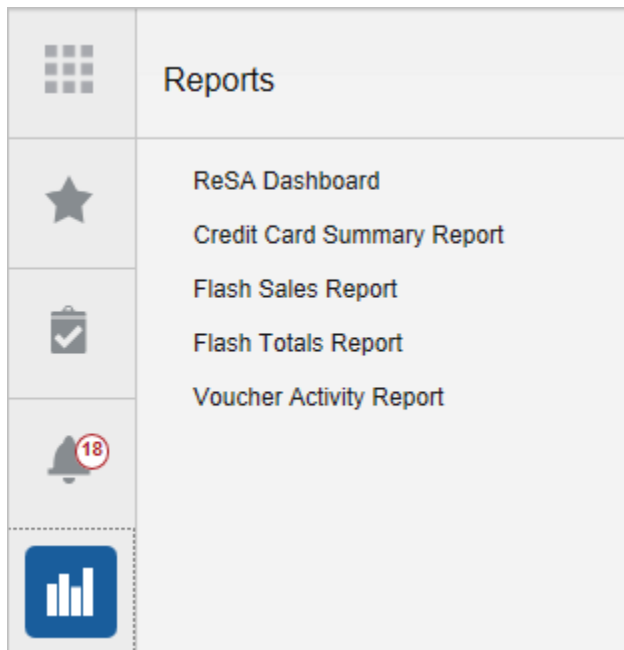 Reports
ReSA Dashboard
Credit Card Summary Report
Flash Sales Report
Flash Totals Report
Voucher Activity Report
18